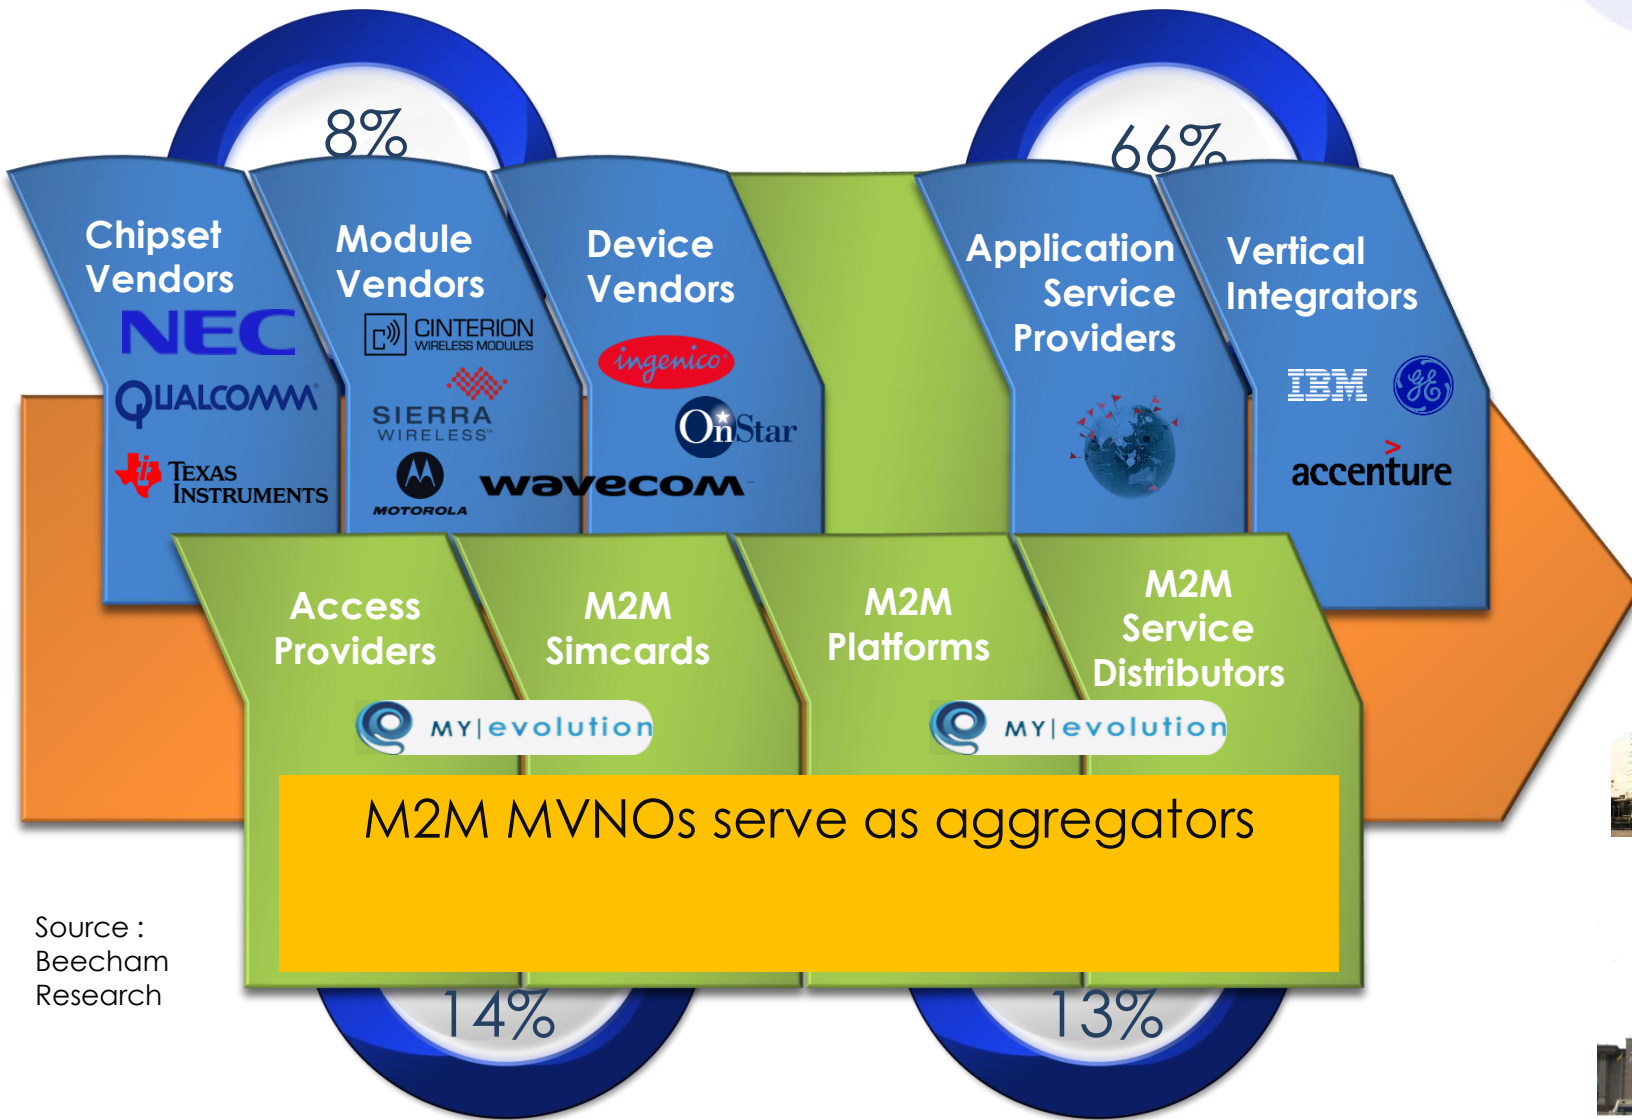 8%
66%
Chipset
Vendors
NEC
QUALCOMM
TEXAS
INSTRUMENTS
Module
Vendors
CINTERION
WIRELESS MODULES
SIERRA
WIRELESS™
MOTOROLA
wavecom
Device
Vendors
ingenico
OnStar
Application
Service
Providers
Vertical
Integrators
IBM
GE
accenture
Access
Providers
M2M
Simcards
M2M
Platforms
M2M
Service
Distributors
MY|evolution
MY|evolution
M2M MVNOs serve as aggregators
Source :
Beecham
Research
14%
13%